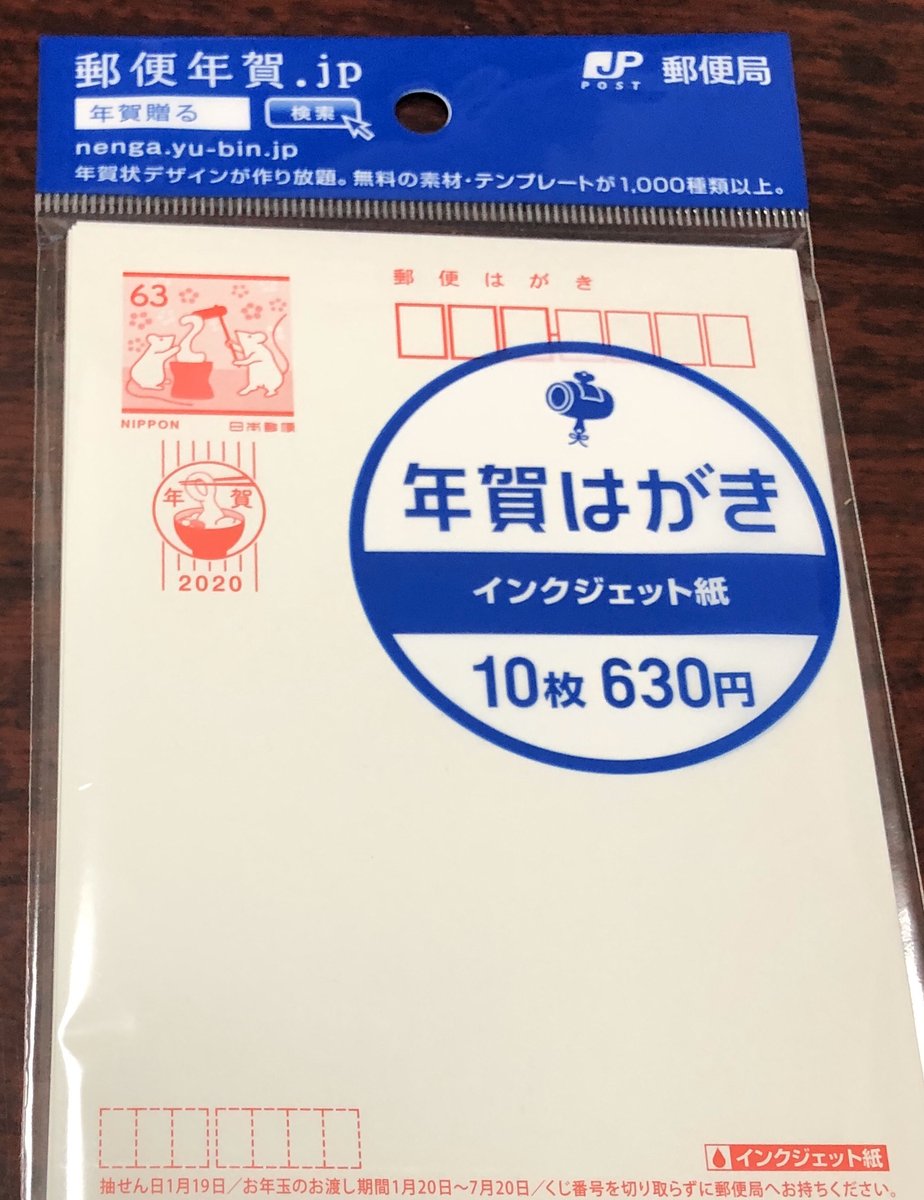 郵便年賀.jp
JP POST 郵便局
年賀贈る 検索
nenga.yu-bin.jp
年賀状デザインが作り放題。無料の素材・テンプレートが1,000種類以上。
63
NIPPON 日本郵便
郵便はがき
年賀
2020
年賀はがき
インクジェット紙
10枚 630円
インクジェット紙
抽せん日1月19日/お年玉のお渡し期間1月20日~7月20日/くじ番号を切り取らずに郵便局へお持ちください。